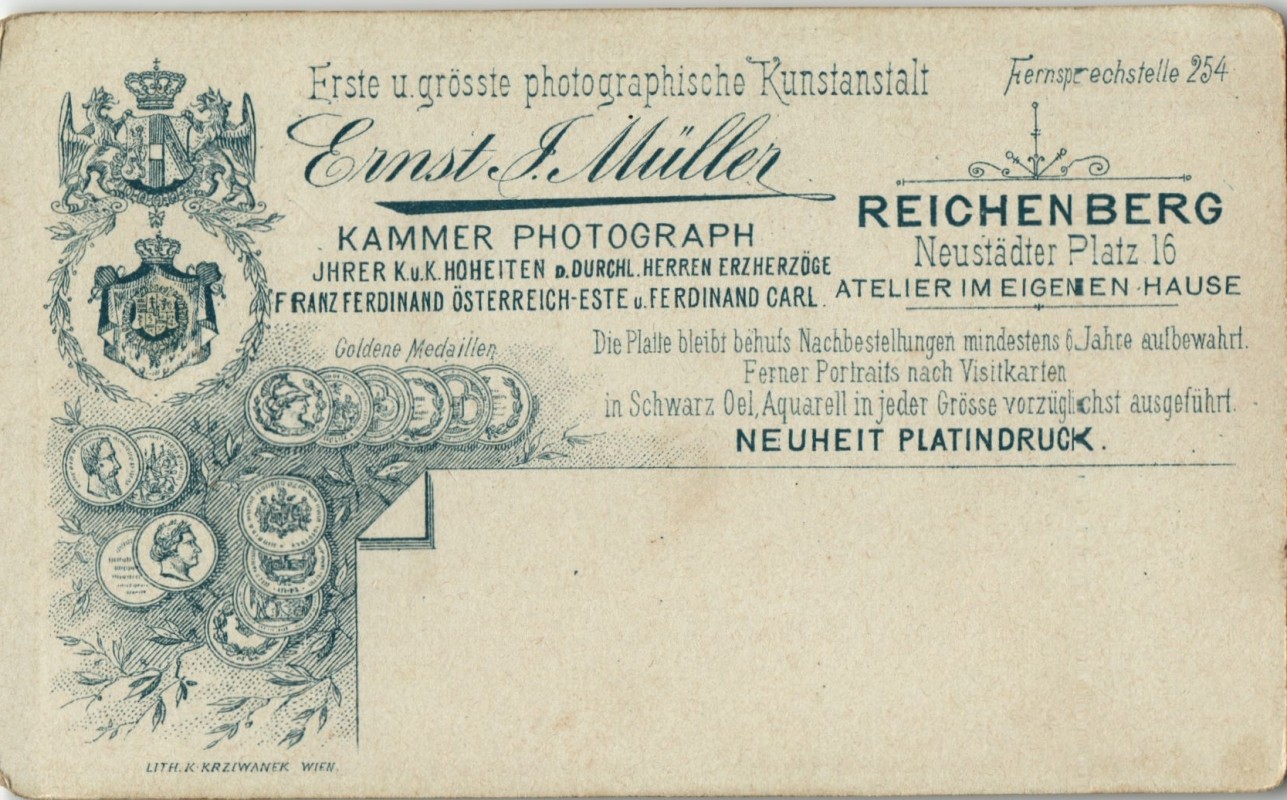 Erste u. grösste photographische Kunstanstalt
Ernst J. Müller
KAMMER PHOTOGRAPH
JHRER K.u.K. HOHEITEN D. DURCHL. HERREN ERZHERZÖGE
FRANZ FERDINAND ÖSTERREICH-ESTE u. FERDINAND CARL.
Fernsprechstelle 254
REICHENBERG
Neustädter Platz 16
ATELIER IM EIGENEN HAUSE
Goldene Medaillen
Die Platte bleibt behufs Nachbestellungen mindestens 6 Jahre aufbewahrt.
Ferner Portraits nach Visitkarten
in Schwarz Oel, Aquarell in jeder Grösse vorzüglichst ausgeführt.
NEUHEIT PLATINDRUCK.
LITH. K. KRZIWANEK WIEN.